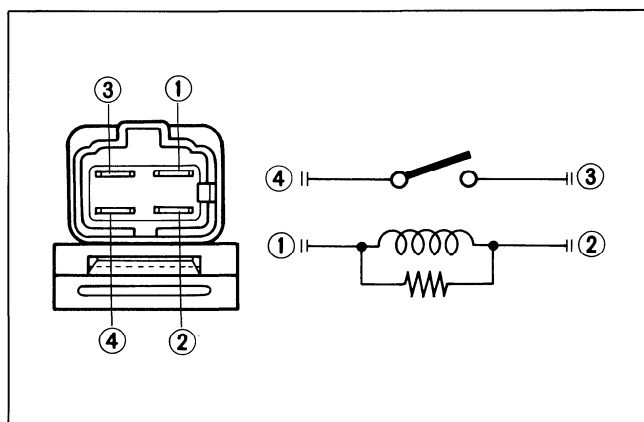 ③ ①
④ ③
① ②
④ ②